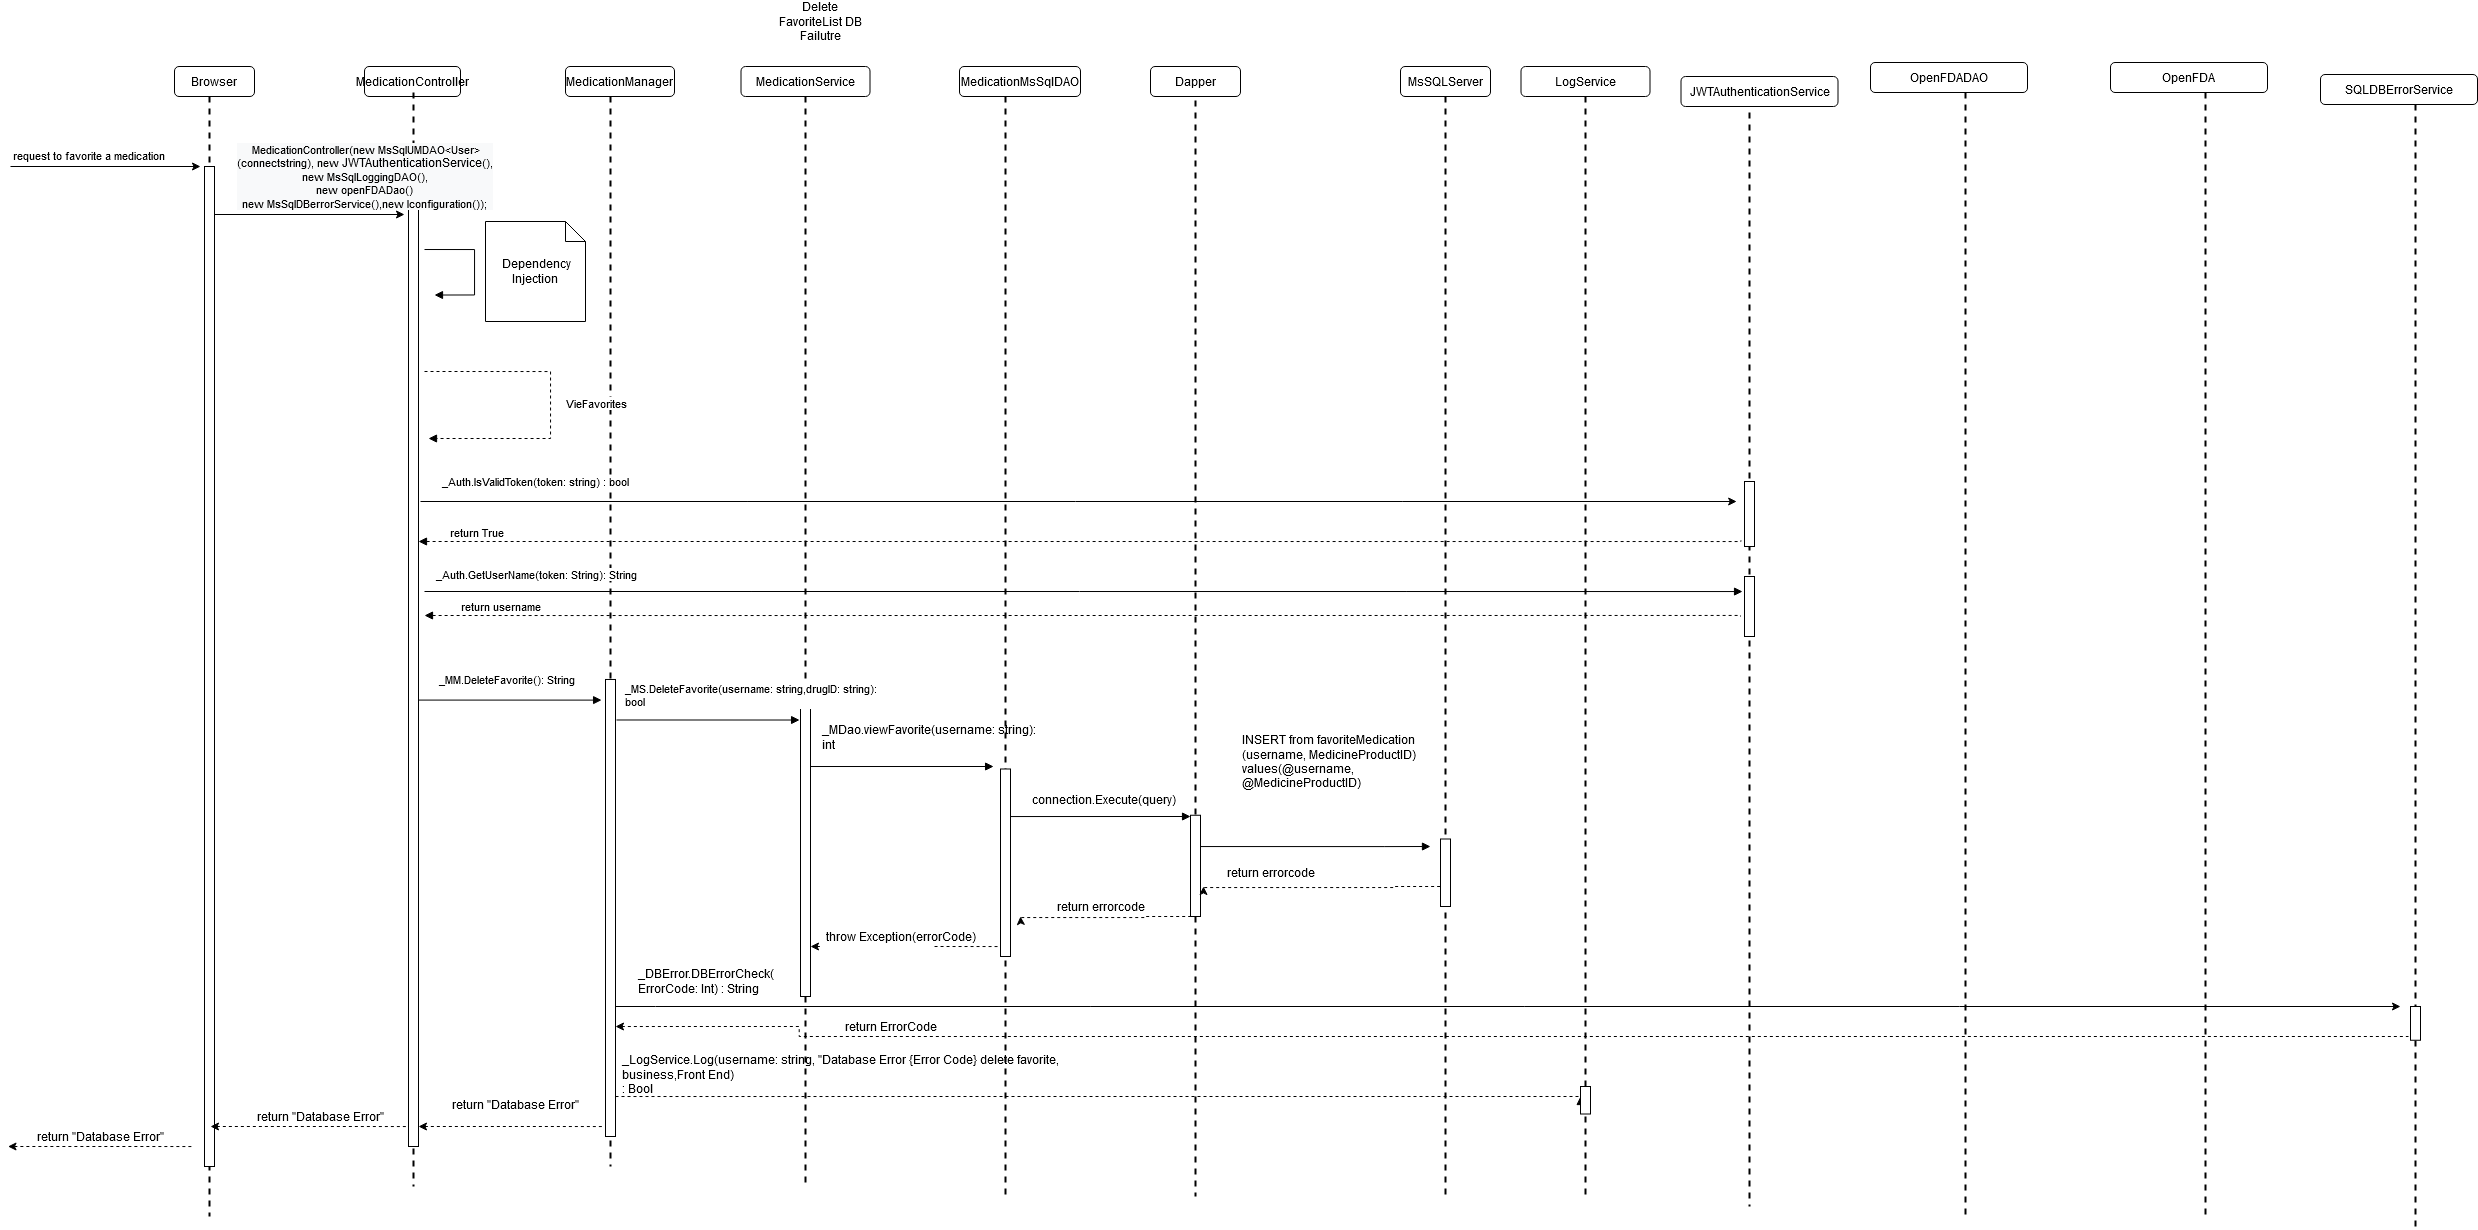 Delete
FavoriteList DB
Failutre
Browser
MedicationController
MedicationManager
MedicationService
MedicationMsSqlDAO
Dapper
MsSQLServer
LogService
JWTAuthenticationService
OpenFDADAO
OpenFDA
SQLDBErrorService
request to favorite a medication
MedicationController(new MsSqlUMDAO<User>
(connectstring), new JWTAuthenticationService(),
new MsSqlLoggingDAO(),
new openFDADao()
new MsSqlDBerrorService(),new Iconfiguration());
Dependency
Injection
VieFavorites
_Auth.IsValidToken(token: string) : bool
return True
_Auth.GetUserName(token: String): String
return username
_MM.DeleteFavorite(): String
_MS.DeleteFavorite(username: string,drugID: string):
bool
_MDao.viewFavorite(username: string):
int
INSERT from favoriteMedication
(username, MedicineProductID)
values(@username,
@MedicineProductID)
connection.Execute(query)
return errorcode
return errorcode
throw Exception(errorCode)
_DBError.DBErrorCheck(
ErrorCode: Int) : String
return ErrorCode
_LogService.Log(username: string, "Database Error {Error Code} delete favorite,
business,Front End)
: Bool
return "Database Error"
return "Database Error"
return "Database Error"